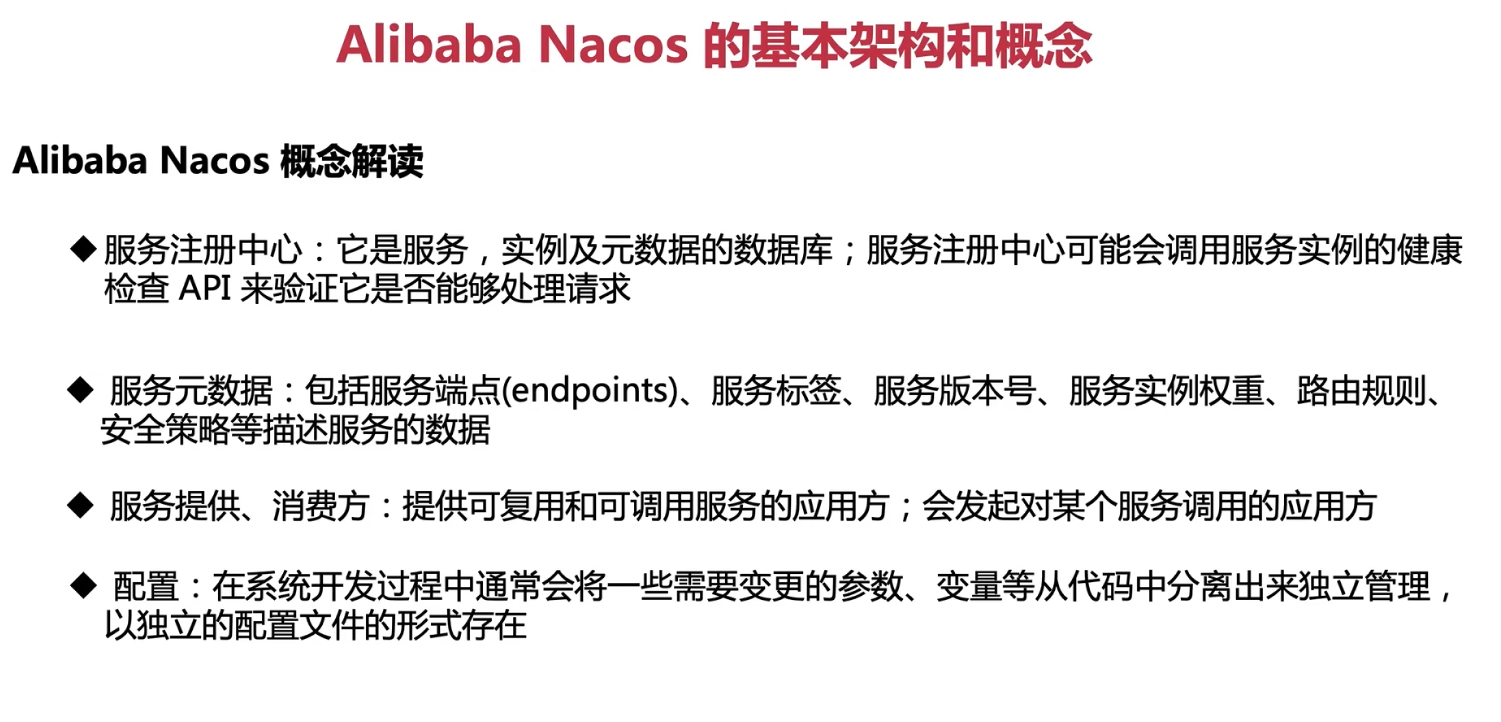 Alibaba Nacos 的基本架构和概念
Alibaba Nacos 概念解读
◆ 服务注册中心：它是服务，实例及元数据的数据库；服务注册中心可能会调用服务实例的健康
检查 API 来验证它是否能够处理请求
◆ 服务元数据：包括服务端点(endpoints)、服务标签、服务版本号、服务实例权重、路由规则、
安全策略等描述服务的数据
◆ 服务提供、消费方：提供可复用和可调用服务的应用方；会发起对某个服务调用的应用方
◆ 配置：在系统开发过程中通常会将一些需要变更的参数、变量等从代码中分离出来独立管理，
以独立的配置文件的形式存在